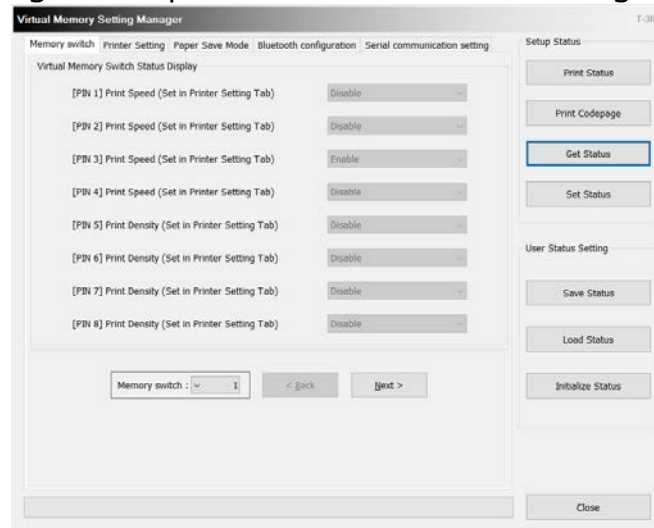 Virtual Memory Setting Manager
Memory switch Printer Setting Paper Save Mode Bluetooth configuration Serial communication setting
Virtual Memory Switch Status Display
[PIN 1] Print Speed (Set in Printer Setting Tab) Disable
[PIN 2] Print Speed (Set in Printer Setting Tab) Disable
[PIN 3] Print Speed (Set in Printer Setting Tab) Enable
[PIN 4] Print Speed (Set in Printer Setting Tab) Disable
[PIN 5] Print Density (Set in Printer Setting Tab) Disable
[PIN 6] Print Density (Set in Printer Setting Tab) Disable
[PIN 7] Print Density (Set in Printer Setting Tab) Disable
[PIN 8] Print Density (Set in Printer Setting Tab) Disable
Memory switch : 1 < Back Next >
Setup Status
Print Status
Print Codepage
Get Status
Set Status
User Status Setting
Save Status
Load Status
Initialize Status
Close